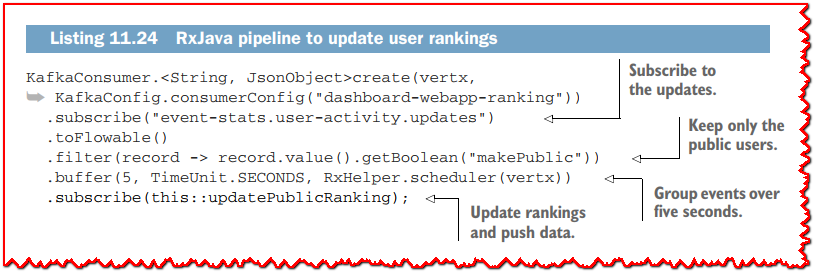 Listing 11.24 RxJava pipeline to update user rankings
KafkaConsumer.<String, JsonObject>create(vertx,
➥ KafkaConfig.consumerConfig("dashboard-webapp-ranking"))
.subscribe("event-stats.user-activity.updates")
Subscribe to
the updates.
.toFlowable()
.filter(record -> record.value().getBoolean("makePublic"))
Keep only the
public users.
.buffer(5, TimeUnit.SECONDS, RxHelper.scheduler(vertx))
Group events over
five seconds.
.subscribe(this::updatePublicRanking);
Update rankings
and push data.